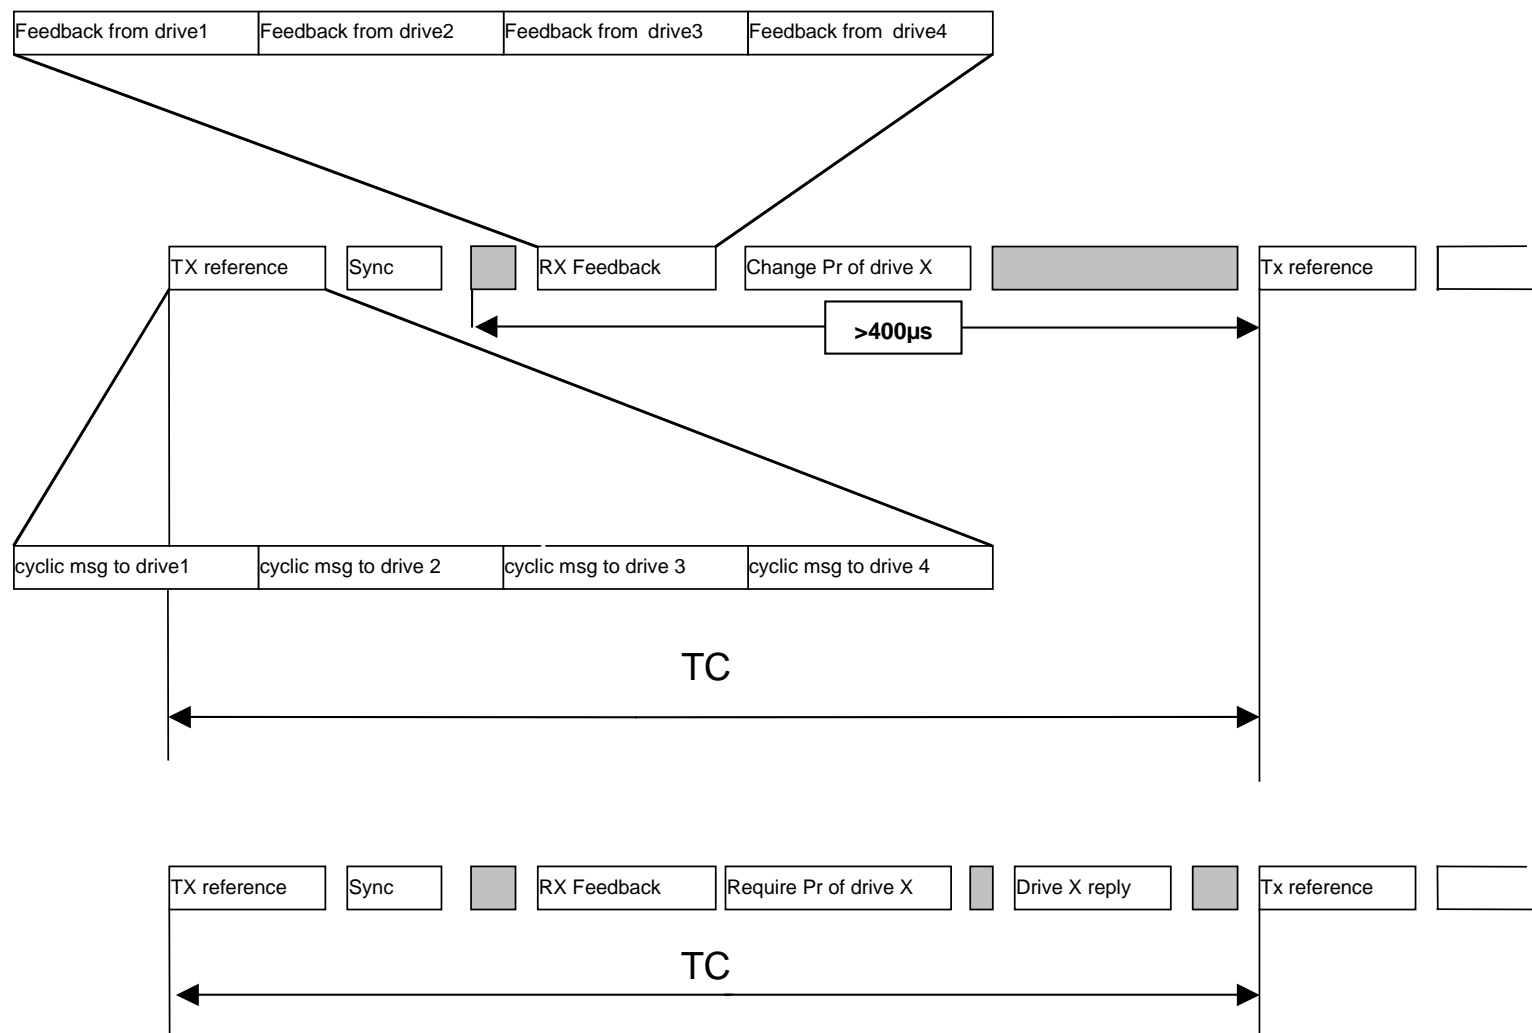 Feedback from drive1
Feedback from drive2
Feedback from  drive3
Feedback from  drive4
TX reference
Sync
RX Feedback
Change Pr of drive X
Tx reference
>400µs
cyclic msg to drive1
cyclic msg to drive 2
cyclic msg to drive 3
cyclic msg to drive 4
TC
TX reference
Sync
RX Feedback
Require Pr of drive X
Drive X reply
Tx reference
TC